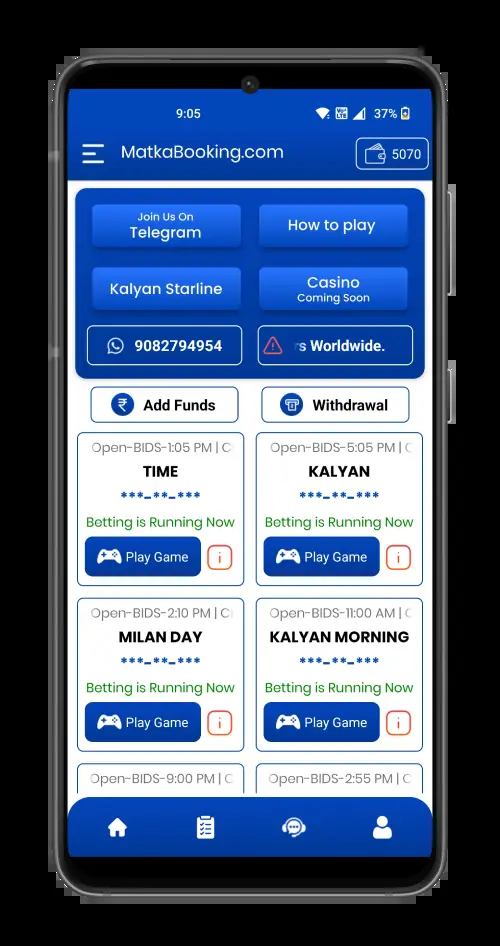 9:05
37%
MatkaBooking.com
5070
Join Us On
Telegram
How to play
Kalyan Starline
Casino
Coming Soon
9082794954
s Worldwide.
Add Funds
Withdrawal
Open-BIDS-1:05 PM | C
TIME
***-**-***
Betting is Running Now
Play Game
Open-BIDS-5:05 PM | C
KALYAN
***-**-***
Betting is Running Now
Play Game
Open-BIDS-2:10 PM | C
MILAN DAY
***-**-***
Betting is Running Now
Play Game
Open-BIDS-11:00 AM | C
KALYAN MORNING
***-**-***
Betting is Running Now
Play Game
Open-BIDS-9:00 PM | C
Open-BIDS-2:55 PM | C